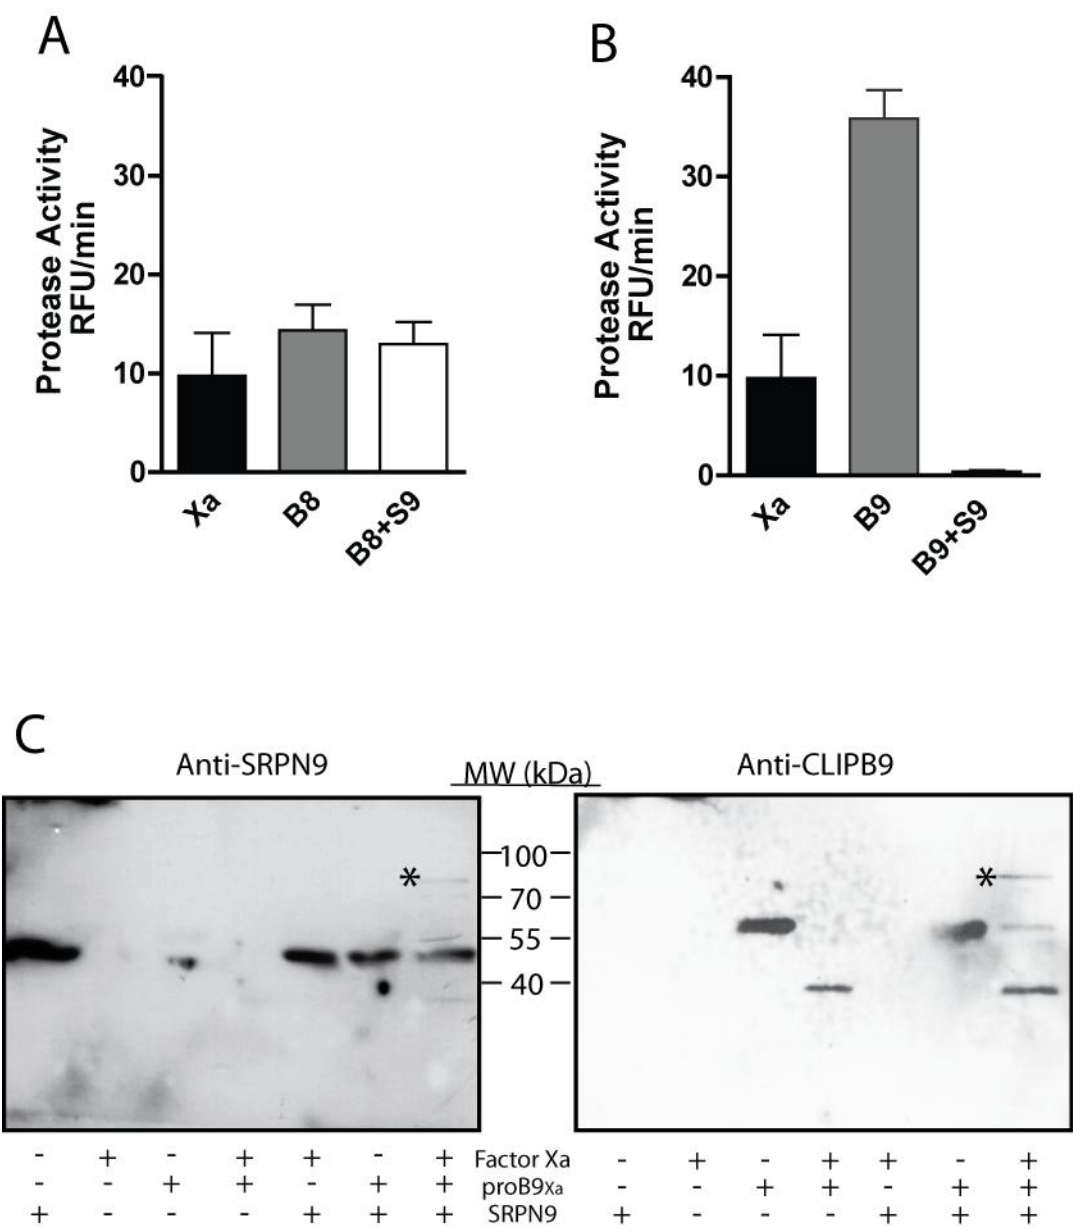 A
Protease Activity
RFU/min
40
30
20
10
0
Xa
B8
B8+S9
B
Protease Activity
RFU/min
40
30
20
10
0
Xa
B9
B9+S9
C
Anti-SRPN9
MW (kDa)
Anti-CLIPB9
100
*
*
70
55
40
- + - + + - + Factor Xa - + - + + - +
- - + + - + + proB9Xa - - + + - + +
+ - - - + + + SRPN9 + - - - + + +